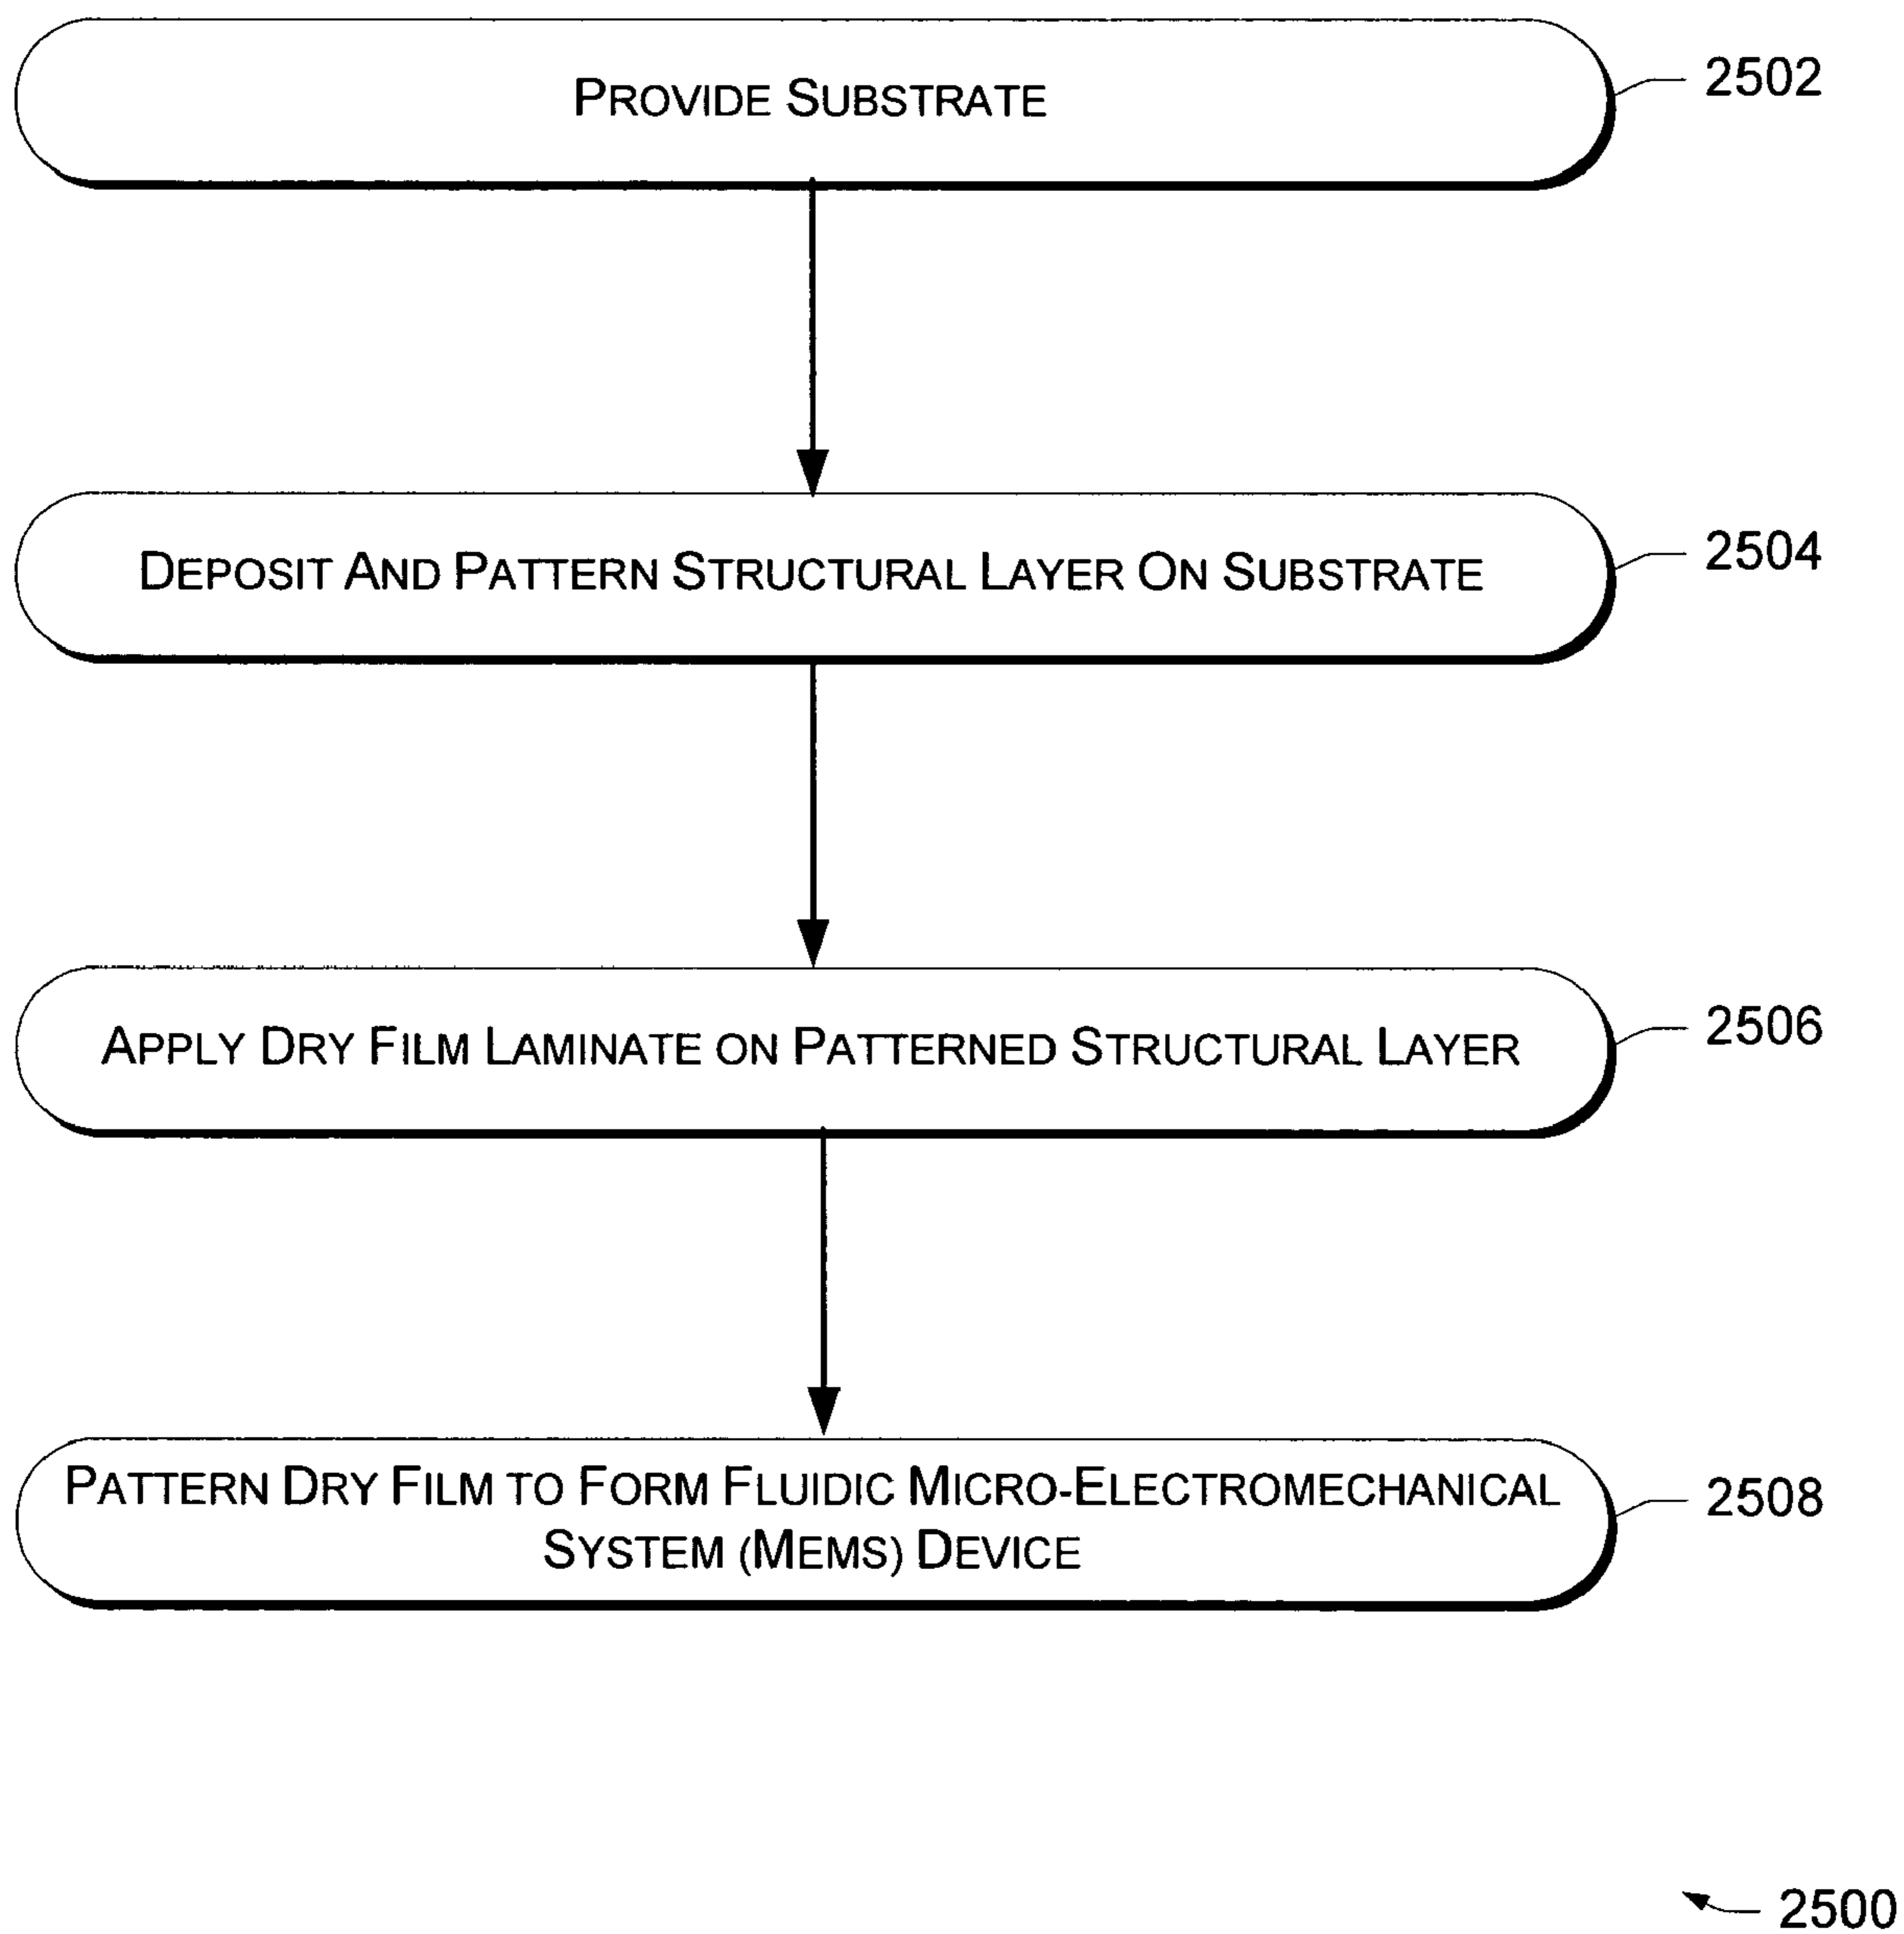 PROVIDE SUBSTRATE
2502
DEPOSIT AND PATTERN STRUCTURAL LAYER ON SUBSTRATE
2504
APPLY DRY FILM LAMINATE ON PATTERNED STRUCTURAL LAYER
2506
PATTERN DRY FILM TO FORM FLUIDIC MICRO-ELECTROMECHANICAL
SYSTEM (MEMS) DEVICE
2508
2500